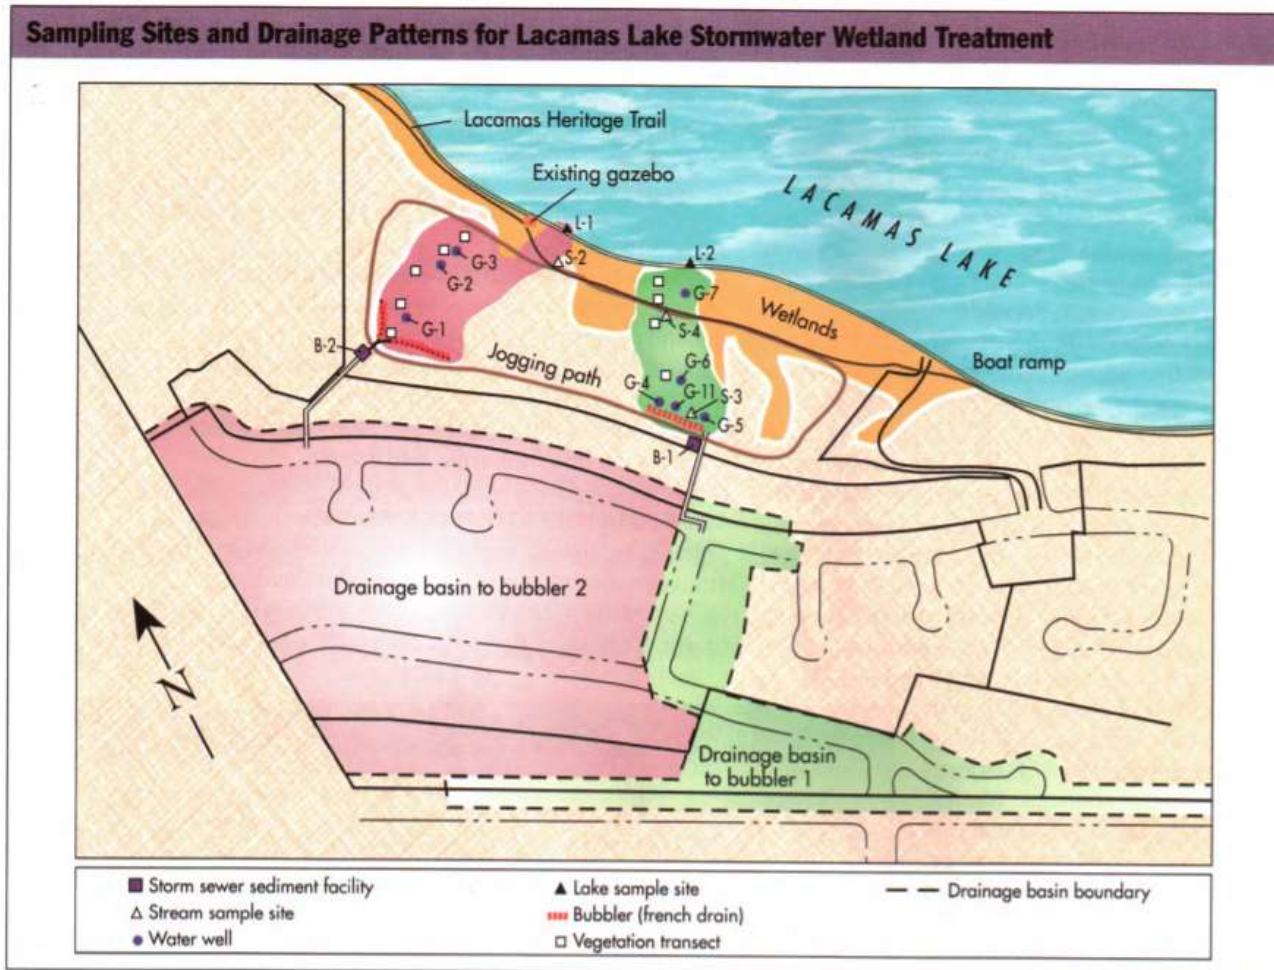 Sampling Sites and Drainage Patterns for Lacamas Lake Stormwater Wetland Treatment
Lacamas Heritage Trail
Existing gazebo
LACAMAS LAKE
L-1
S-2
L-2
G-3
G-2
G-7
Wetlands
G-1
S-4
B-2
Jogging path
Boat ramp
G-6
G-4
G-11
S-3
G-5
B-1
Drainage basin to bubbler 2
N
Drainage basin
to bubbler 1
Storm sewer sediment facility
Stream sample site
Water well
Lake sample site
Bubbler (french drain)
Vegetation transect
Drainage basin boundary